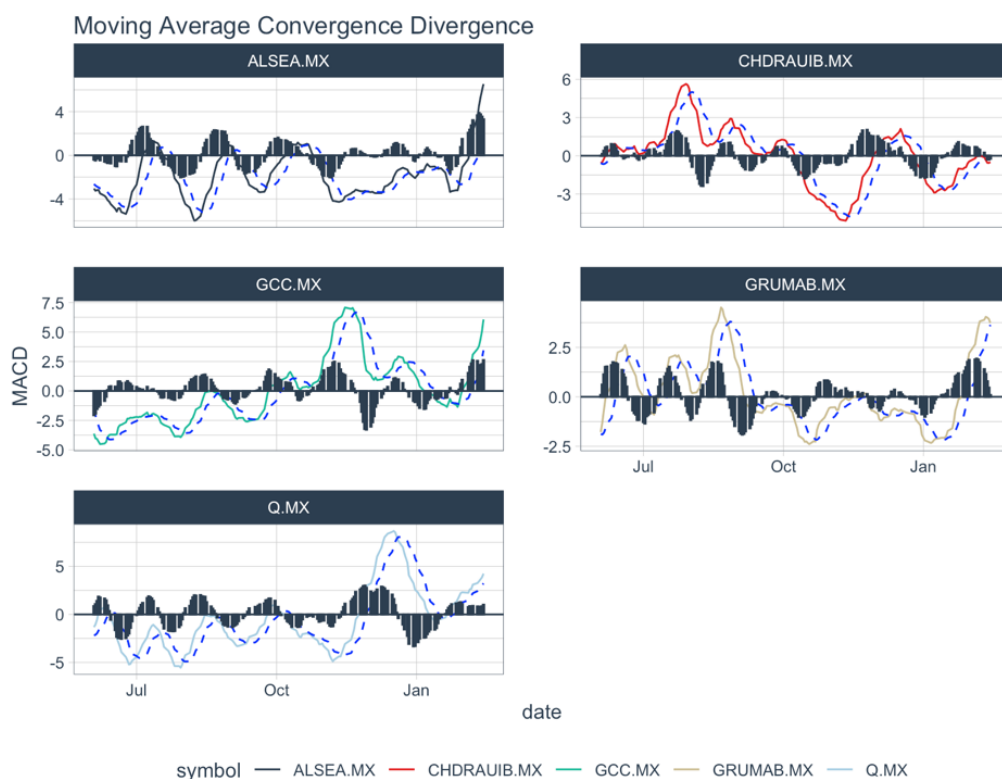 Moving Average Convergence Divergence
ALSEA.MX
CHDRAUIB.MX
4
0
-4
6
3
0
-3
GCC.MX
GRUMAB.MX
MACD
7.5
5.0
2.5
0.0
-2.5
-5.0
2.5
0.0
-2.5
Jul Oct Jan
Q.MX
5
0
-5
Jul Oct Jan
date
symbol ALSEA.MX CHDRAUIB.MX GCC.MX GRUMAB.MX Q.MX